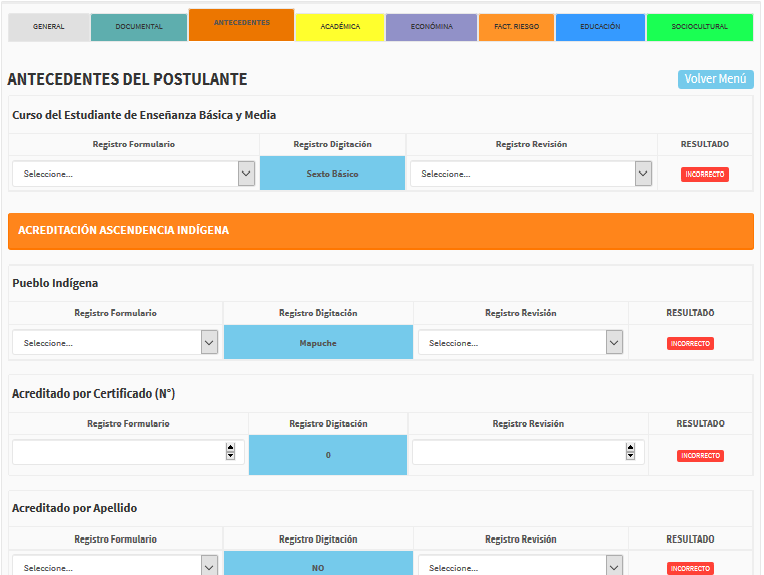 GENERAL DOCUMENTAL ANTECEDENTES ACADÉMICA ECONÓMINA FACT. RIESGO EDUCACIÓN SOCIOCULTURAL
ANTECEDENTES DEL POSTULANTE Volver Menú
Curso del Estudiante de Enseñanza Básica y Media
Registro Formulario Registro Digitación Registro Revisión RESULTADO
Seleccione... Sexto Básico Seleccione... INCORRECTO
ACREDITACIÓN ASCENDENCIA INDÍGENA
Pueblo Indígena
Registro Formulario Registro Digitación Registro Revisión RESULTADO
Seleccione... Mapuche Seleccione... INCORRECTO
Acreditado por Certificado (N°)
Registro Formulario Registro Digitación Registro Revisión RESULTADO
0 INCORRECTO
Acreditado por Apellido
Registro Formulario Registro Digitación Registro Revisión RESULTADO
Seleccione... NO Seleccione... INCORRECTO